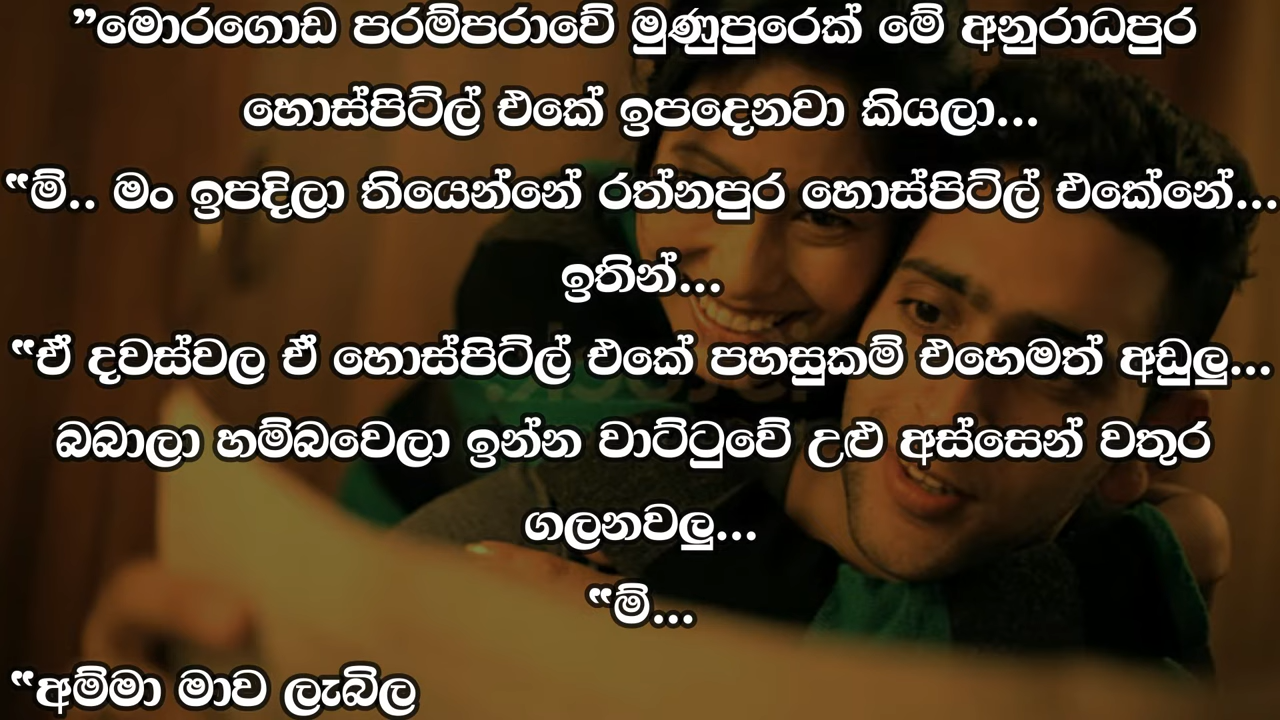 ”මොරගොඩ පරම්පරාවේ මුණුපුරෙක් මේ අනුරාධපුර
හොස්පිට්ල් එකේ ඉපදෙනවා කියලා...
“ම්.. මං ඉපදිලා තියෙන්නේ රත්නපුර හොස්පිට්ල් එකේනේ...
ඉතින්...
“ඒ දවස්වල ඒ හොස්පිට්ල් එකේ පහසුකම් එහෙමත් අඩුලු...
බබාලා හම්බවෙලා ඉන්න වාට්ටුවේ උළු අස්සෙන් වතුර
ගලනවලු...
“ම්...
“අම්මා මාව ලැබිල